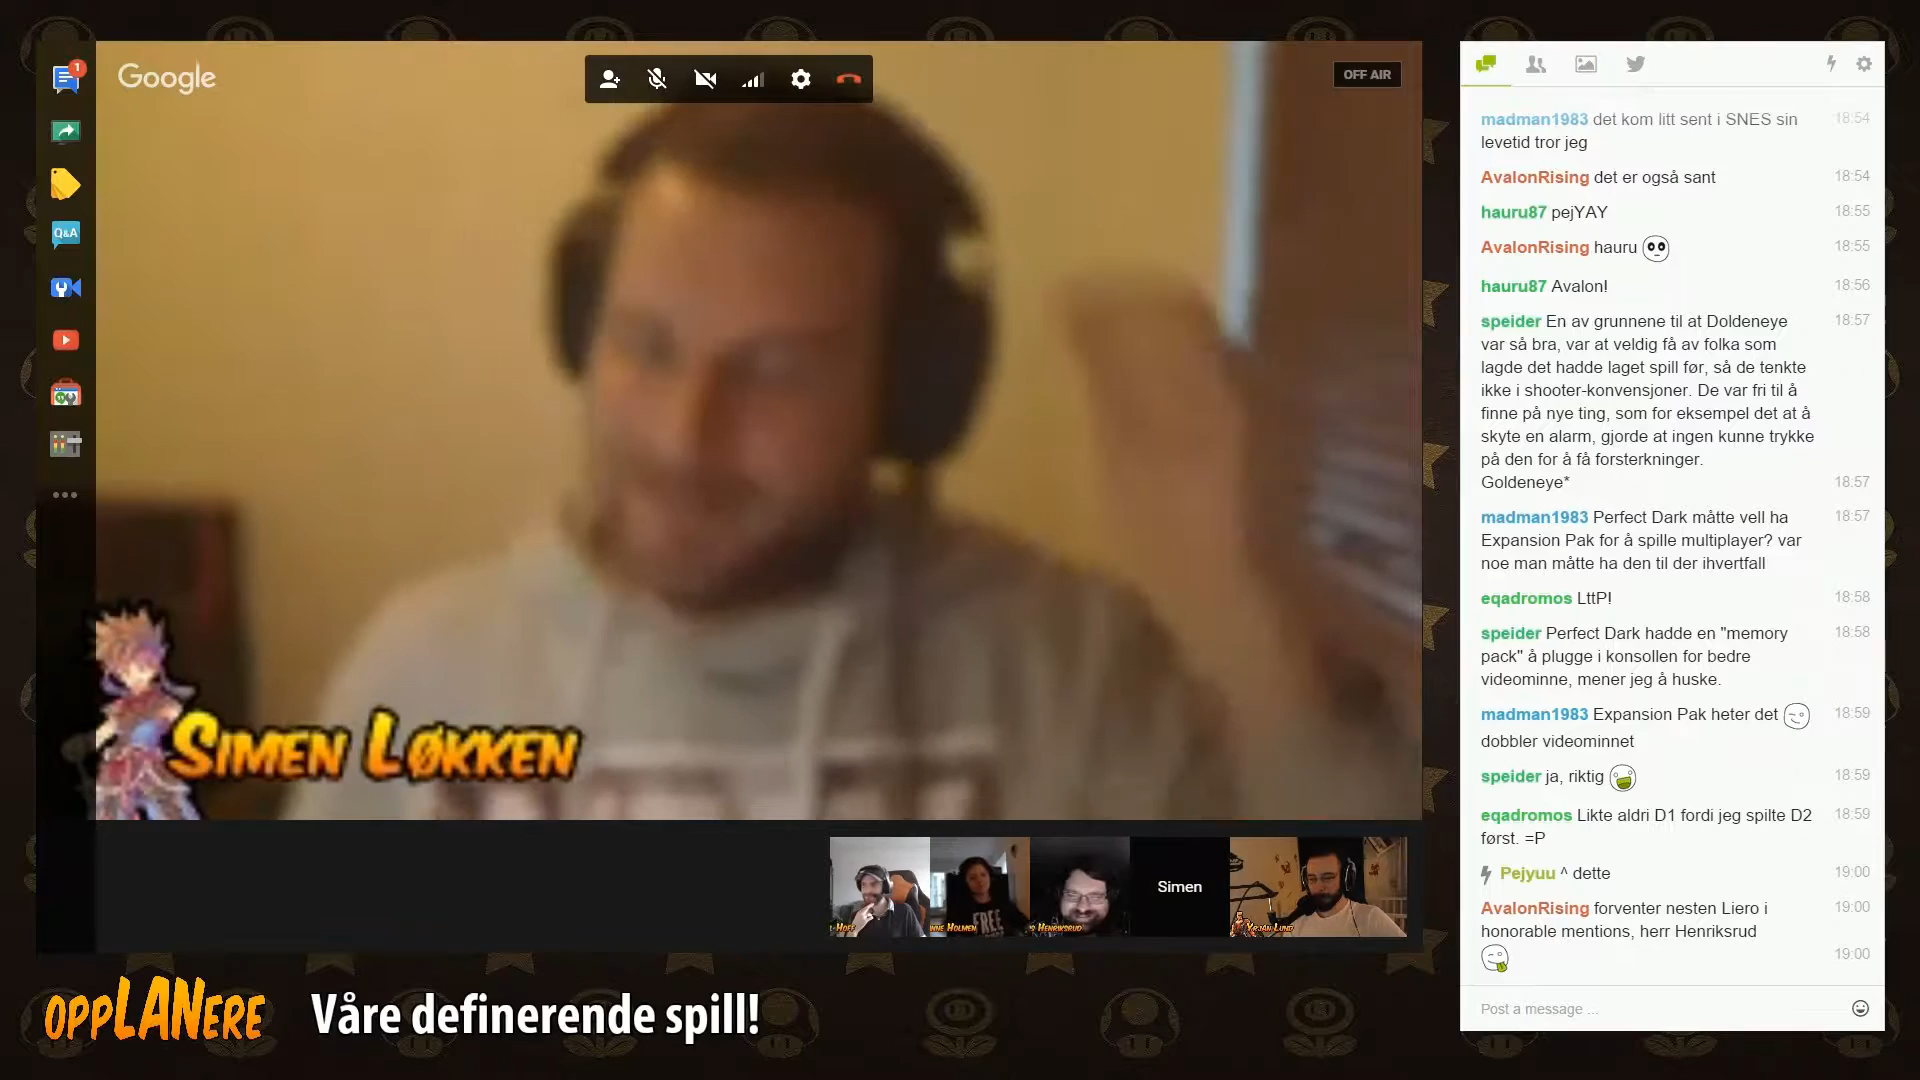 1
Google
OFF AIR
Q&A
SIMEN LØKKEN
HOFF
NNE HOLMEN
HENRIKSRUD
Simen
YRJAN LUND
FREE
OPPLANERE
Våre definerende spill!
madman1983 det kom litt sent i SNES sin 18:54
levetid tror jeg
AvalonRising det er også sant 18:54
hauru87 pejYAY 18:55
AvalonRising hauru 18:55
hauru87 Avalon! 18:56
speider En av grunnene til at Doldeneye 18:57
var så bra, var at veldig få av folka som
lagde det hadde laget spill før, så de tenkte
ikke i shooter-konvensjoner. De var fri til å
finne på nye ting, som for eksempel det at å
skyte en alarm, gjorde at ingen kunne trykke
på den for å få forsterkninger.
Goldeneye* 18:57
madman1983 Perfect Dark måtte vell ha 18:57
Expansion Pak for å spille multiplayer? var
noe man måtte ha den til der ihvertfall
eqadromos LttP! 18:58
speider Perfect Dark hadde en "memory 18:58
pack" å plugge i konsollen for bedre
videominne, mener jeg å huske.
madman1983 Expansion Pak heter det 18:59
dobbler videominnet
speider ja, riktig 18:59
eqadromos Likte aldri D1 fordi jeg spilte D2 18:59
først. =P
Pejyuu ^ dette 19:00
AvalonRising forventer nesten Liero i 19:00
honorable mentions, herr Henriksrud
19:00
Post a message ...